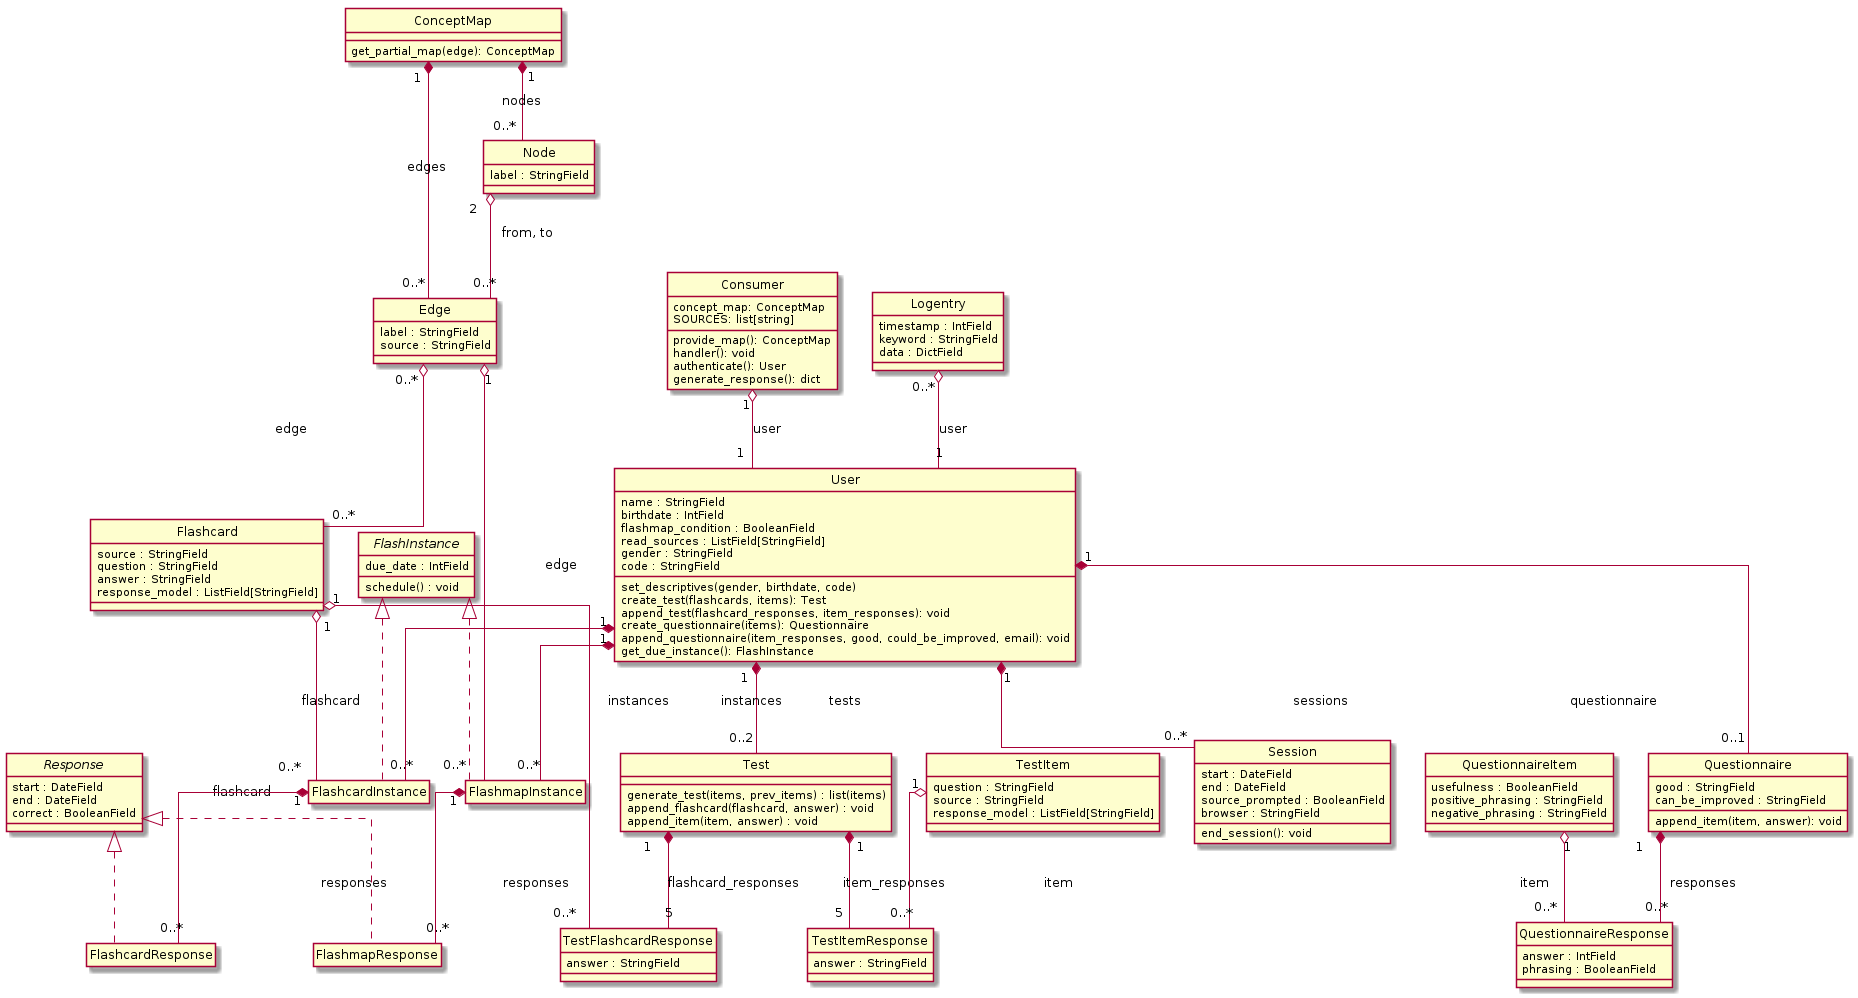 ConceptMap
get_partial_map(edge): ConceptMap
1
1
nodes
0..*
edges
Node
label : StringField
2
from, to
0..*
0..*
Edge
label : StringField
source : StringField
0..*
1
Consumer
concept_map: ConceptMap
SOURCES: list[string]
provide_map(): ConceptMap
handler(): void
authenticate(): User
generate_response(): dict
1
user
1
Logentry
timestamp : IntField
keyword : StringField
data : DictField
0..*
user
1
edge
0..*
User
name : StringField
birthdate : IntField
flashmap_condition : BooleanField
read_sources : ListField[StringField]
gender : StringField
code : StringField
set_descriptives(gender, birthdate, code)
create_test(flashcards, items): Test
append_test(flashcard_responses, item_responses): void
create_questionnaire(items): Questionnaire
append_questionnaire(item_responses, good, could_be_improved, email): void
get_due_instance(): FlashInstance
1
1
1
1
1
Flashcard
source : StringField
question : StringField
answer : StringField
response_model : ListField[StringField]
1
1
FlashInstance
due_date : IntField
schedule() : void
edge
flashcard
instances
instances
tests
sessions
questionnaire
0..*
0..*
0..*
0..*
0..2
0..*
0..1
Response
start : DateField
end : DateField
correct : BooleanField
flashcard
1
FlashcardInstance
1
FlashmapInstance
Test
generate_test(items, prev_items) : list(items)
append_flashcard(flashcard, answer) : void
append_item(item, answer) : void
1
1
1
TestItem
question : StringField
source : StringField
response_model : ListField[StringField]
Session
start : DateField
end : DateField
source_prompted : BooleanField
browser : StringField
end_session(): void
QuestionnaireItem
usefulness : BooleanField
positive_phrasing : StringField
negative_phrasing : StringField
1
Questionnaire
good : StringField
can_be_improved : StringField
append_item(item, answer): void
1
responses
responses
flashcard_responses
item_responses
item
item
responses
0..*
0..*
0..*
5
5
0..*
0..*
0..*
FlashcardResponse
FlashmapResponse
TestFlashcardResponse
answer : StringField
TestItemResponse
answer : StringField
QuestionnaireResponse
answer : IntField
phrasing : BooleanField